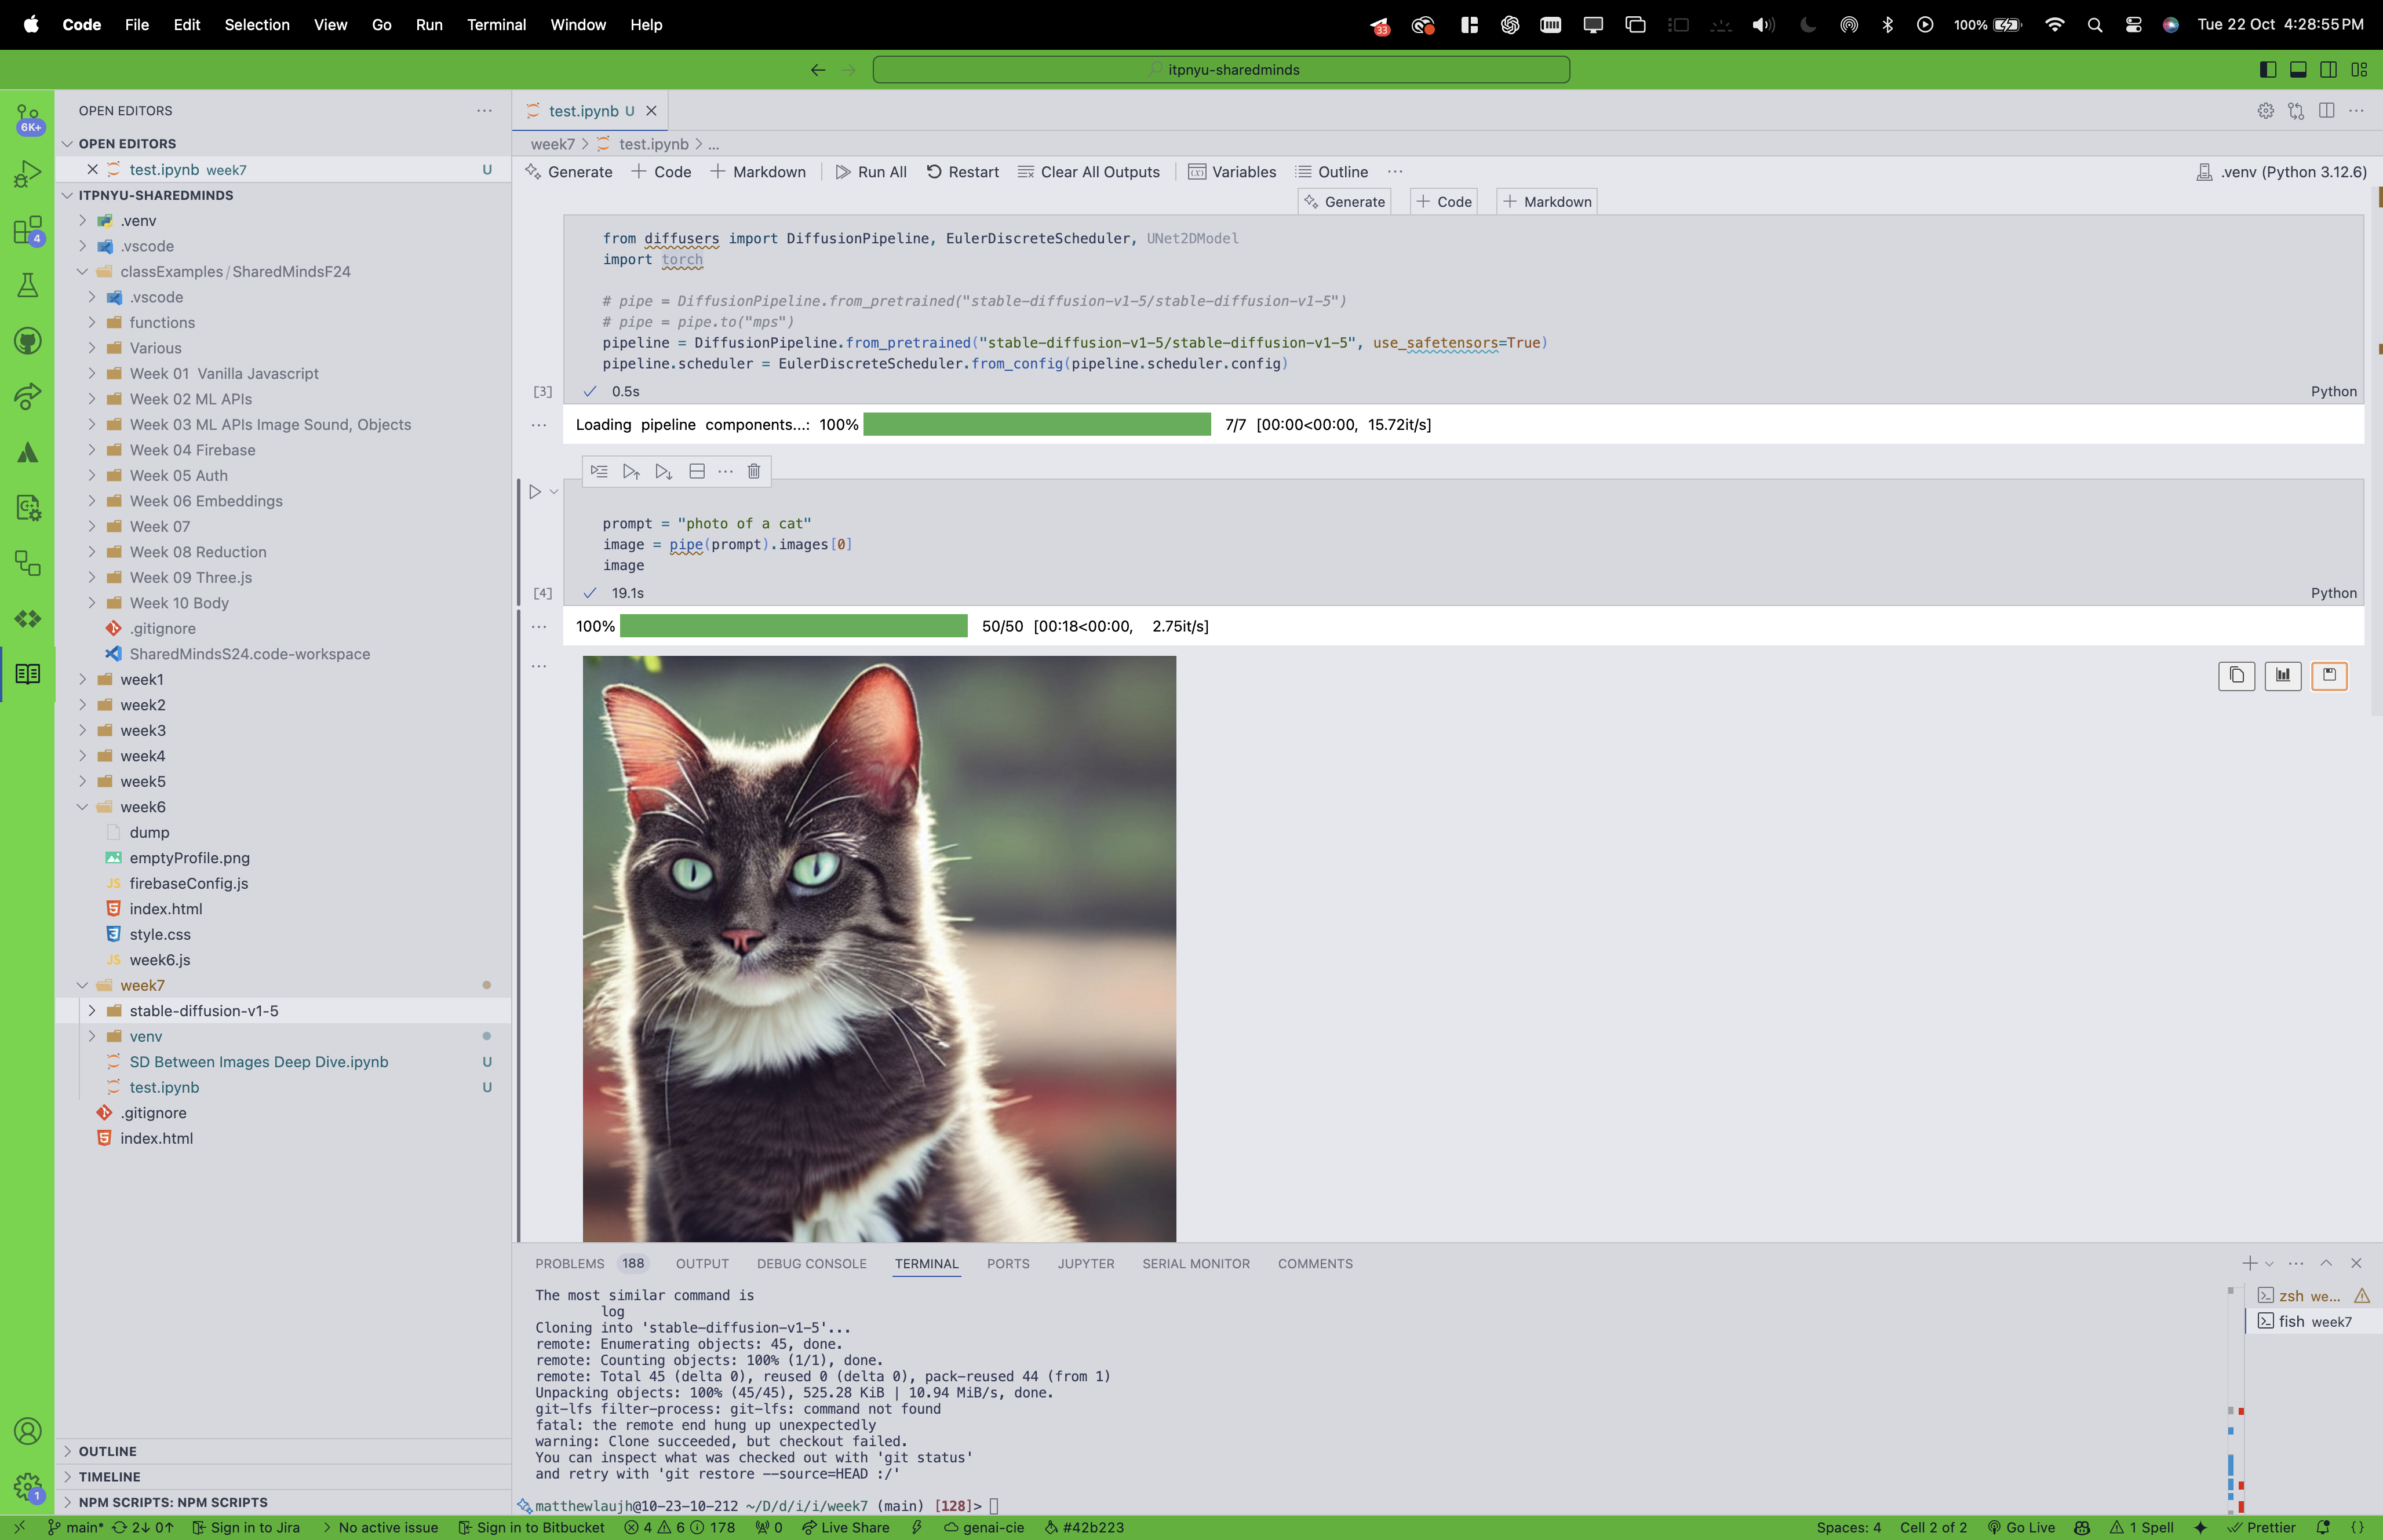 Code File Edit Selection View Go Run Terminal Window Help
33
100%
Tue 22 Oct 4:28:55 PM
itpnyu-sharedminds
6K+
4
1
OPEN EDITORS
OPEN EDITORS
test.ipynb week7 U
ITPNYU-SHAREDMINDS
.venv
.vscode
classExamples / SharedMindsF24
.vscode
functions
Various
Week 01 Vanilla Javascript
Week 02 ML APIs
Week 03 ML APIs Image Sound, Objects
Week 04 Firebase
Week 05 Auth
Week 06 Embeddings
Week 07
Week 08 Reduction
Week 09 Three.js
Week 10 Body
.gitignore
SharedMindsS24.code-workspace
week1
week2
week3
week4
week5
week6
dump
emptyProfile.png
JS firebaseConfig.js
index.html
style.css
JS week6.js
week7
stable-diffusion-v1-5
venv
SD Between Images Deep Dive.ipynb U
test.ipynb U
.gitignore
index.html
OUTLINE
TIMELINE
NPM SCRIPTS: NPM SCRIPTS
test.ipynb U
week7 > test.ipynb > ...
Generate Code Markdown Run All Restart Clear All Outputs Variables Outline ...
.venv (Python 3.12.6)
Generate Code Markdown
from diffusers import DiffusionPipeline, EulerDiscreteScheduler, UNet2DModel
import torch
# pipe = DiffusionPipeline.from_pretrained("stable-diffusion-v1-5/stable-diffusion-v1-5")
# pipe = pipe.to("mps")
pipeline = DiffusionPipeline.from_pretrained("stable-diffusion-v1-5/stable-diffusion-v1-5", use_safetensors=True)
pipeline.scheduler = EulerDiscreteScheduler.from_config(pipeline.scheduler.config)
[3] 0.5s Python
Loading pipeline components...: 100% 7/7 [00:00<00:00, 15.72it/s]
prompt = "photo of a cat"
image = pipe(prompt).images[0]
image
[4] 19.1s Python
100% 50/50 [00:18<00:00, 2.75it/s]
PROBLEMS 188 OUTPUT DEBUG CONSOLE TERMINAL PORTS JUPYTER SERIAL MONITOR COMMENTS
The most similar command is
log
Cloning into 'stable-diffusion-v1-5'...
remote: Enumerating objects: 45, done.
remote: Counting objects: 100% (1/1), done.
remote: Total 45 (delta 0), reused 0 (delta 0), pack-reused 44 (from 1)
Unpacking objects: 100% (45/45), 525.28 KiB | 10.94 MiB/s, done.
git-lfs filter-process: git-lfs: command not found
fatal: the remote end hung up unexpectedly
warning: Clone succeeded, but checkout failed.
You can inspect what was checked out with 'git status'
and retry with 'git restore --source=HEAD :/'
matthewlaujh@10-23-10-212 ~/D/d/i/i/week7 (main) [128]>
zsh we...
fish week7
main* 2↓ 0↑ Sign in to Jira No active issue Sign in to Bitbucket 4 6 178 0 Live Share genai-cie #42b223
Spaces: 4 Cell 2 of 2 Go Live 1 Spell Prettier {}